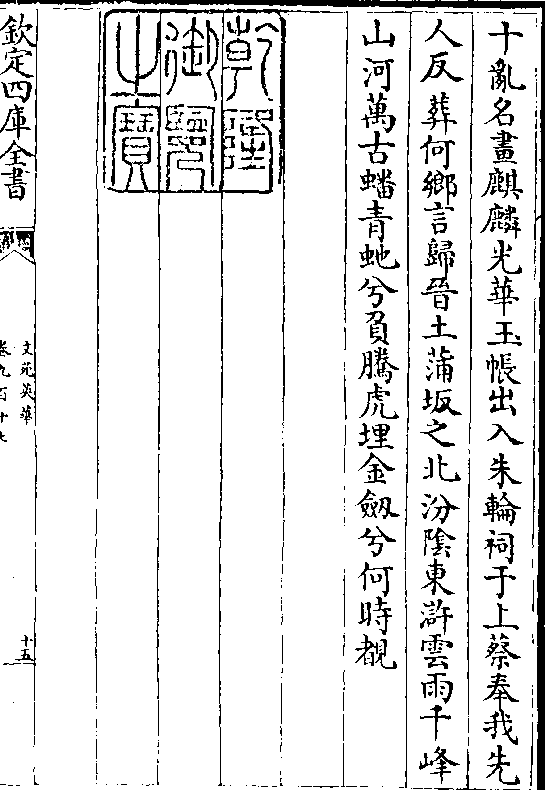 十亂名畫麒麟光華玉帳出入朱輪祠于上蔡奉我先
人反葬何鄉言歸晉土蒲坂之北汾陰東滸雲雨千峰
山河萬古蟠青虵兮負騰虎埋金劒兮何時覩
乾隆
御覽
之寶
欽定四庫全書
文苑英華
卷九百十七
十五